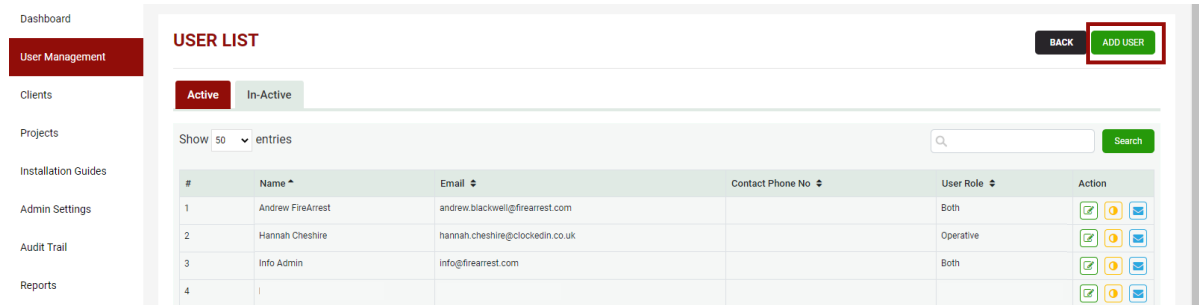 Dashboard
User Management
Clients
Projects
Installation Guides
Admin Settings
Audit Trail
Reports
USER LIST
BACK
ADD USER
Active
In-Active
Show 50 entries
Search
# Name Email Contact Phone No User Role Action
1 Andrew FireArrest andrew.blackwell@firearrest.com Both
2 Hannah Cheshire hannah.cheshire@clockedin.co.uk Operative
3 Info Admin info@firearrest.com Both
4